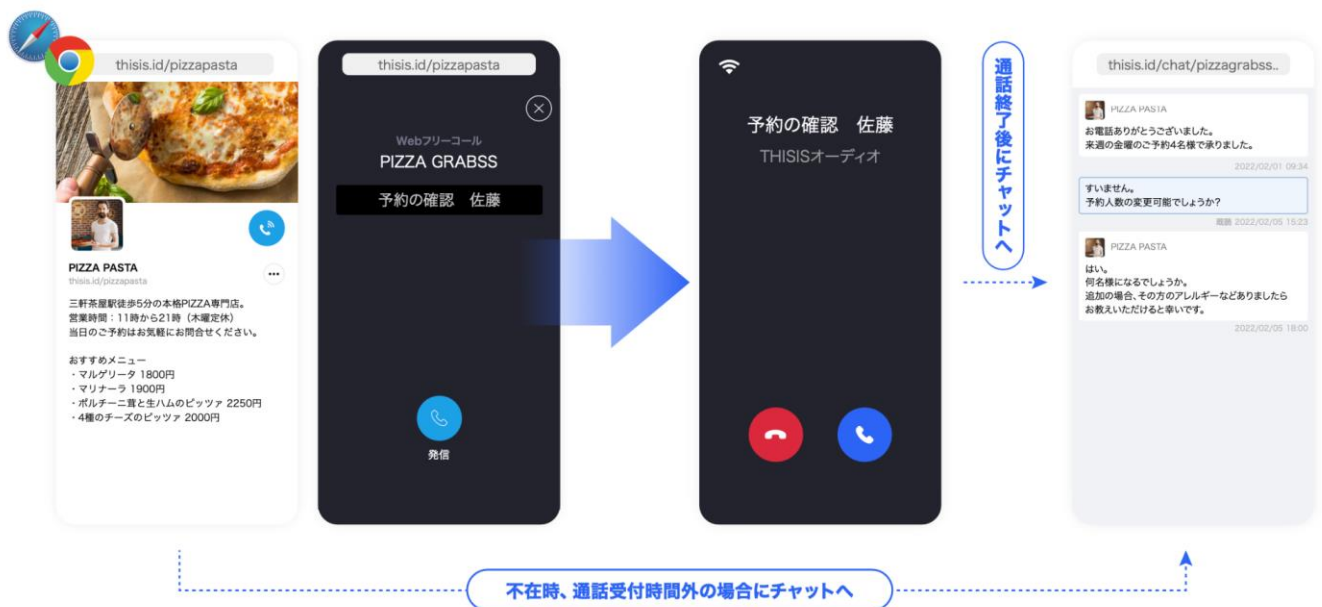 thisis.id/pizzapasta
PIZZA PASTA
thisis.id/pizzapasta
三軒茶屋駅徒歩5分の本格PIZZA専門店。
営業時間：11時から21時（木曜定休）
当日のご予約はお気軽にお問合せください。
おすすめメニュー
・マルゲリータ 1800円
・マリナーラ 1900円
・ポルチーニ茸と生ハムのピッツァ 2250円
・4種のチーズのピッツァ 2000円
thisis.id/pizzapasta
Webフリーコール
PIZZA GRABSS
予約の確認　佐藤
発信
予約の確認　佐藤
THISISオーディオ
通話終了後にチャットへ
thisis.id/chat/pizzagrabss..
PIZZA PASTA
お電話ありがとうございました。
来週の金曜のご予約4名様で承りました。
2022/02/01 09:34
すいません。
予約人数の変更可能でしょうか?
既読 2022/02/05 15:23
PIZZA PASTA
はい。
何名様になるでしょうか。
追加の場合、その方のアレルギーなどありましたら
お教えいただけると幸いです。
2022/02/05 18:00
不在時、通話受付時間外の場合にチャットへ